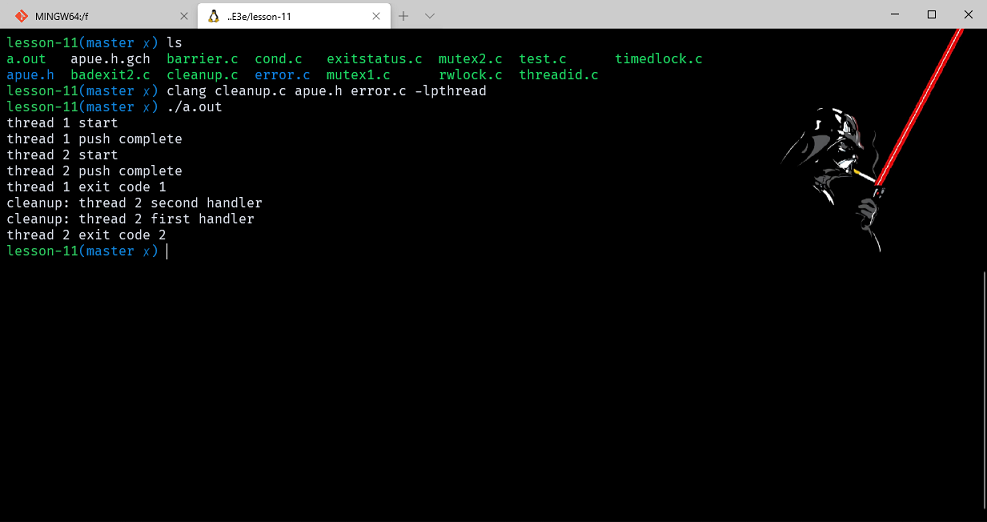 MINGW64:/f
..E3e/lesson-11
lesson-11(master x) ls
a.out apue.h.gch barrier.c cond.c exitstatus.c mutex2.c test.c timedlock.c
apue.h badexit2.c cleanup.c error.c mutex1.c rwlock.c threadid.c
lesson-11(master x) clang cleanup.c apue.h error.c -lpthread
lesson-11(master x) ./a.out
thread 1 start
thread 1 push complete
thread 2 start
thread 2 push complete
thread 1 exit code 1
cleanup: thread 2 second handler
cleanup: thread 2 first handler
thread 2 exit code 2
lesson-11(master x)